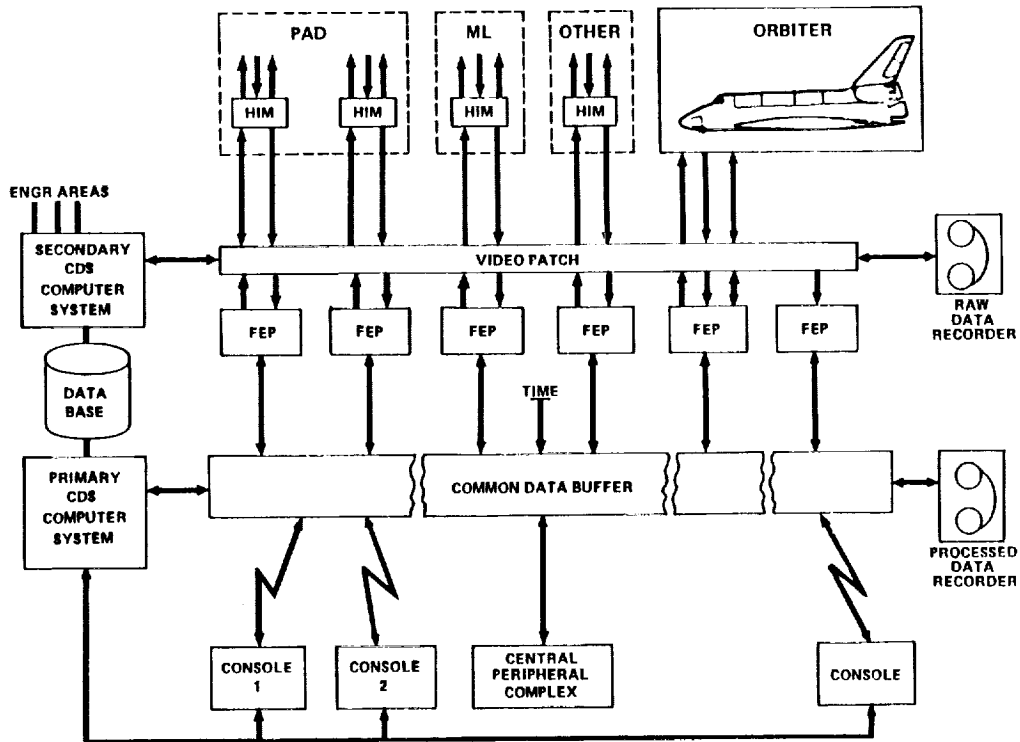 PAD
ML
OTHER
ORBITER
HIM
HIM
HIM
HIM
ENGR AREAS
SECONDARY
CDS
COMPUTER
SYSTEM
VIDEO PATCH
RAW
DATA
RECORDER
FEP
FEP
FEP
FEP
FEP
FEP
DATA
BASE
TIME
PRIMARY
CDS
COMPUTER
SYSTEM
COMMON DATA BUFFER
PROCESSED
DATA
RECORDER
CONSOLE
1
CONSOLE
2
CENTRAL
PERIPHERAL
COMPLEX
CONSOLE